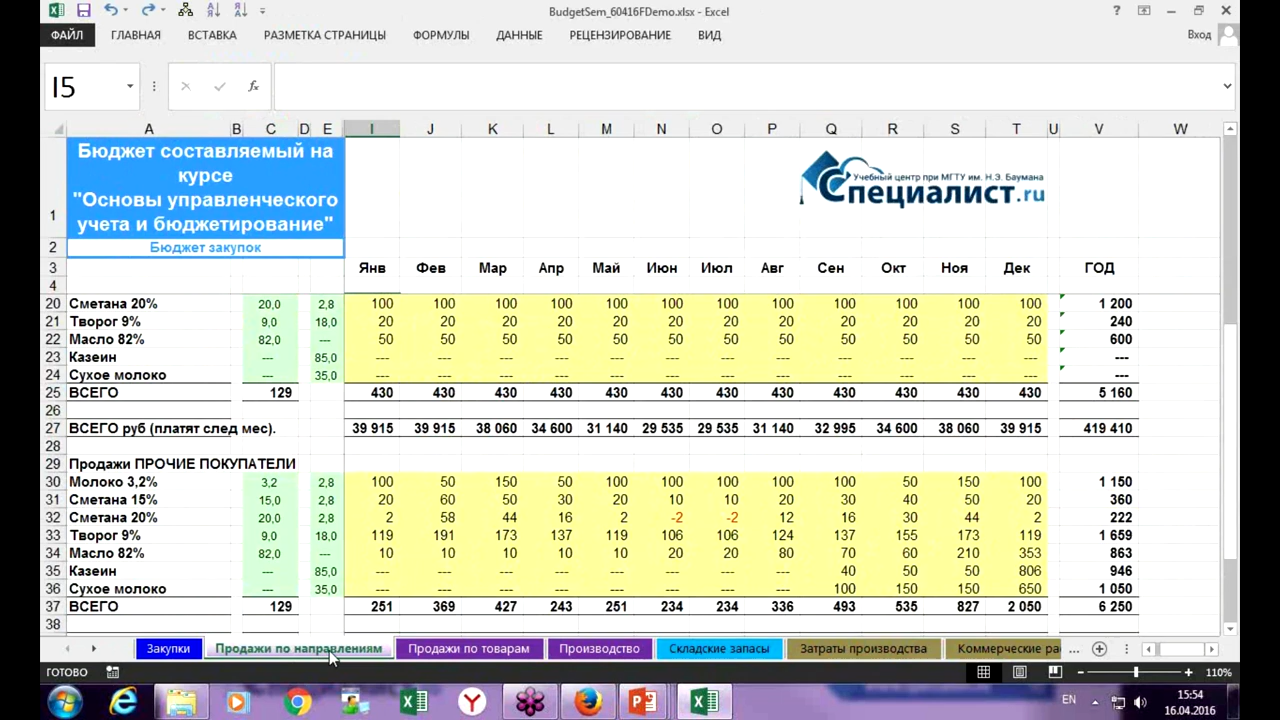 BudgetSem_60416FDemo.xlsx - Excel
?
ФАЙЛ ГЛАВНАЯ ВСТАВКА РАЗМЕТКА СТРАНИЦЫ ФОРМУЛЫ ДАННЫЕ РЕЦЕНЗИРОВАНИЕ ВИД Вход
I5 fx
A B C D E I J K L M N O P Q R S T U V W
1
Бюджет составляемый на
курсе
"Основы управленческого
учета и бюджетирование"
Учебный центр при МГТУ им. Н.Э. Баумана
Специалист.ru
2 Бюджет закупок
3 Янв Фев Мар Апр Май Июн Июл Авг Сен Окт Ноя Дек ГОД
4
20 Сметана 20% 20,0 2,8 100 100 100 100 100 100 100 100 100 100 100 100 1 200
21 Творог 9% 9,0 18,0 20 20 20 20 20 20 20 20 20 20 20 20 240
22 Масло 82% 82,0 --- 50 50 50 50 50 50 50 50 50 50 50 50 600
23 Казеин --- 85,0 --- --- --- --- --- --- --- --- --- --- --- --- ---
24 Сухое молоко --- 35,0 --- --- --- --- --- --- --- --- --- --- --- --- ---
25 ВСЕГО 129 430 430 430 430 430 430 430 430 430 430 430 430 5 160
26
27 ВСЕГО руб (платят след мес). 39 915 39 915 38 060 34 600 31 140 29 535 29 535 31 140 32 995 34 600 38 060 39 915 419 410
28
29 Продажи ПРОЧИЕ ПОКУПАТЕЛИ
30 Молоко 3,2% 3,2 2,8 100 50 150 50 100 100 100 100 100 50 150 100 1 150
31 Сметана 15% 15,0 2,8 20 60 50 30 20 10 10 20 30 40 50 20 360
32 Сметана 20% 20,0 2,8 2 58 44 16 2 -2 -2 12 16 30 44 2 222
33 Творог 9% 9,0 18,0 119 191 173 137 119 106 106 124 137 155 173 119 1 659
34 Масло 82% 82,0 --- 10 10 10 10 10 20 20 80 70 60 210 353 863
35 Казеин --- 85,0 --- --- --- --- --- --- --- --- 40 50 50 806 946
36 Сухое молоко --- 35,0 --- --- --- --- --- --- --- --- 100 150 150 650 1 050
37 ВСЕГО 129 251 369 427 243 251 234 234 336 493 535 827 2 050 6 250
38
Закупки Продажи по направлениям Продажи по товарам Производство Складские запасы Затраты производства Коммерческие ра ...
ГОТОВО 110%
EN 15:54
16.04.2016